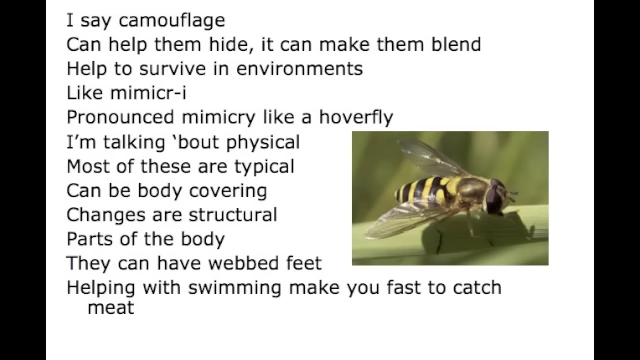 I say camouflage
Can help them hide, it can make them blend
Help to survive in environments
Like mimicr-i
Pronounced mimicry like a hoverfly
I’m talking ‘bout physical
Most of these are typical
Can be body covering
Changes are structural
Parts of the body
They can have webbed feet
Helping with swimming make you fast to catch
meat